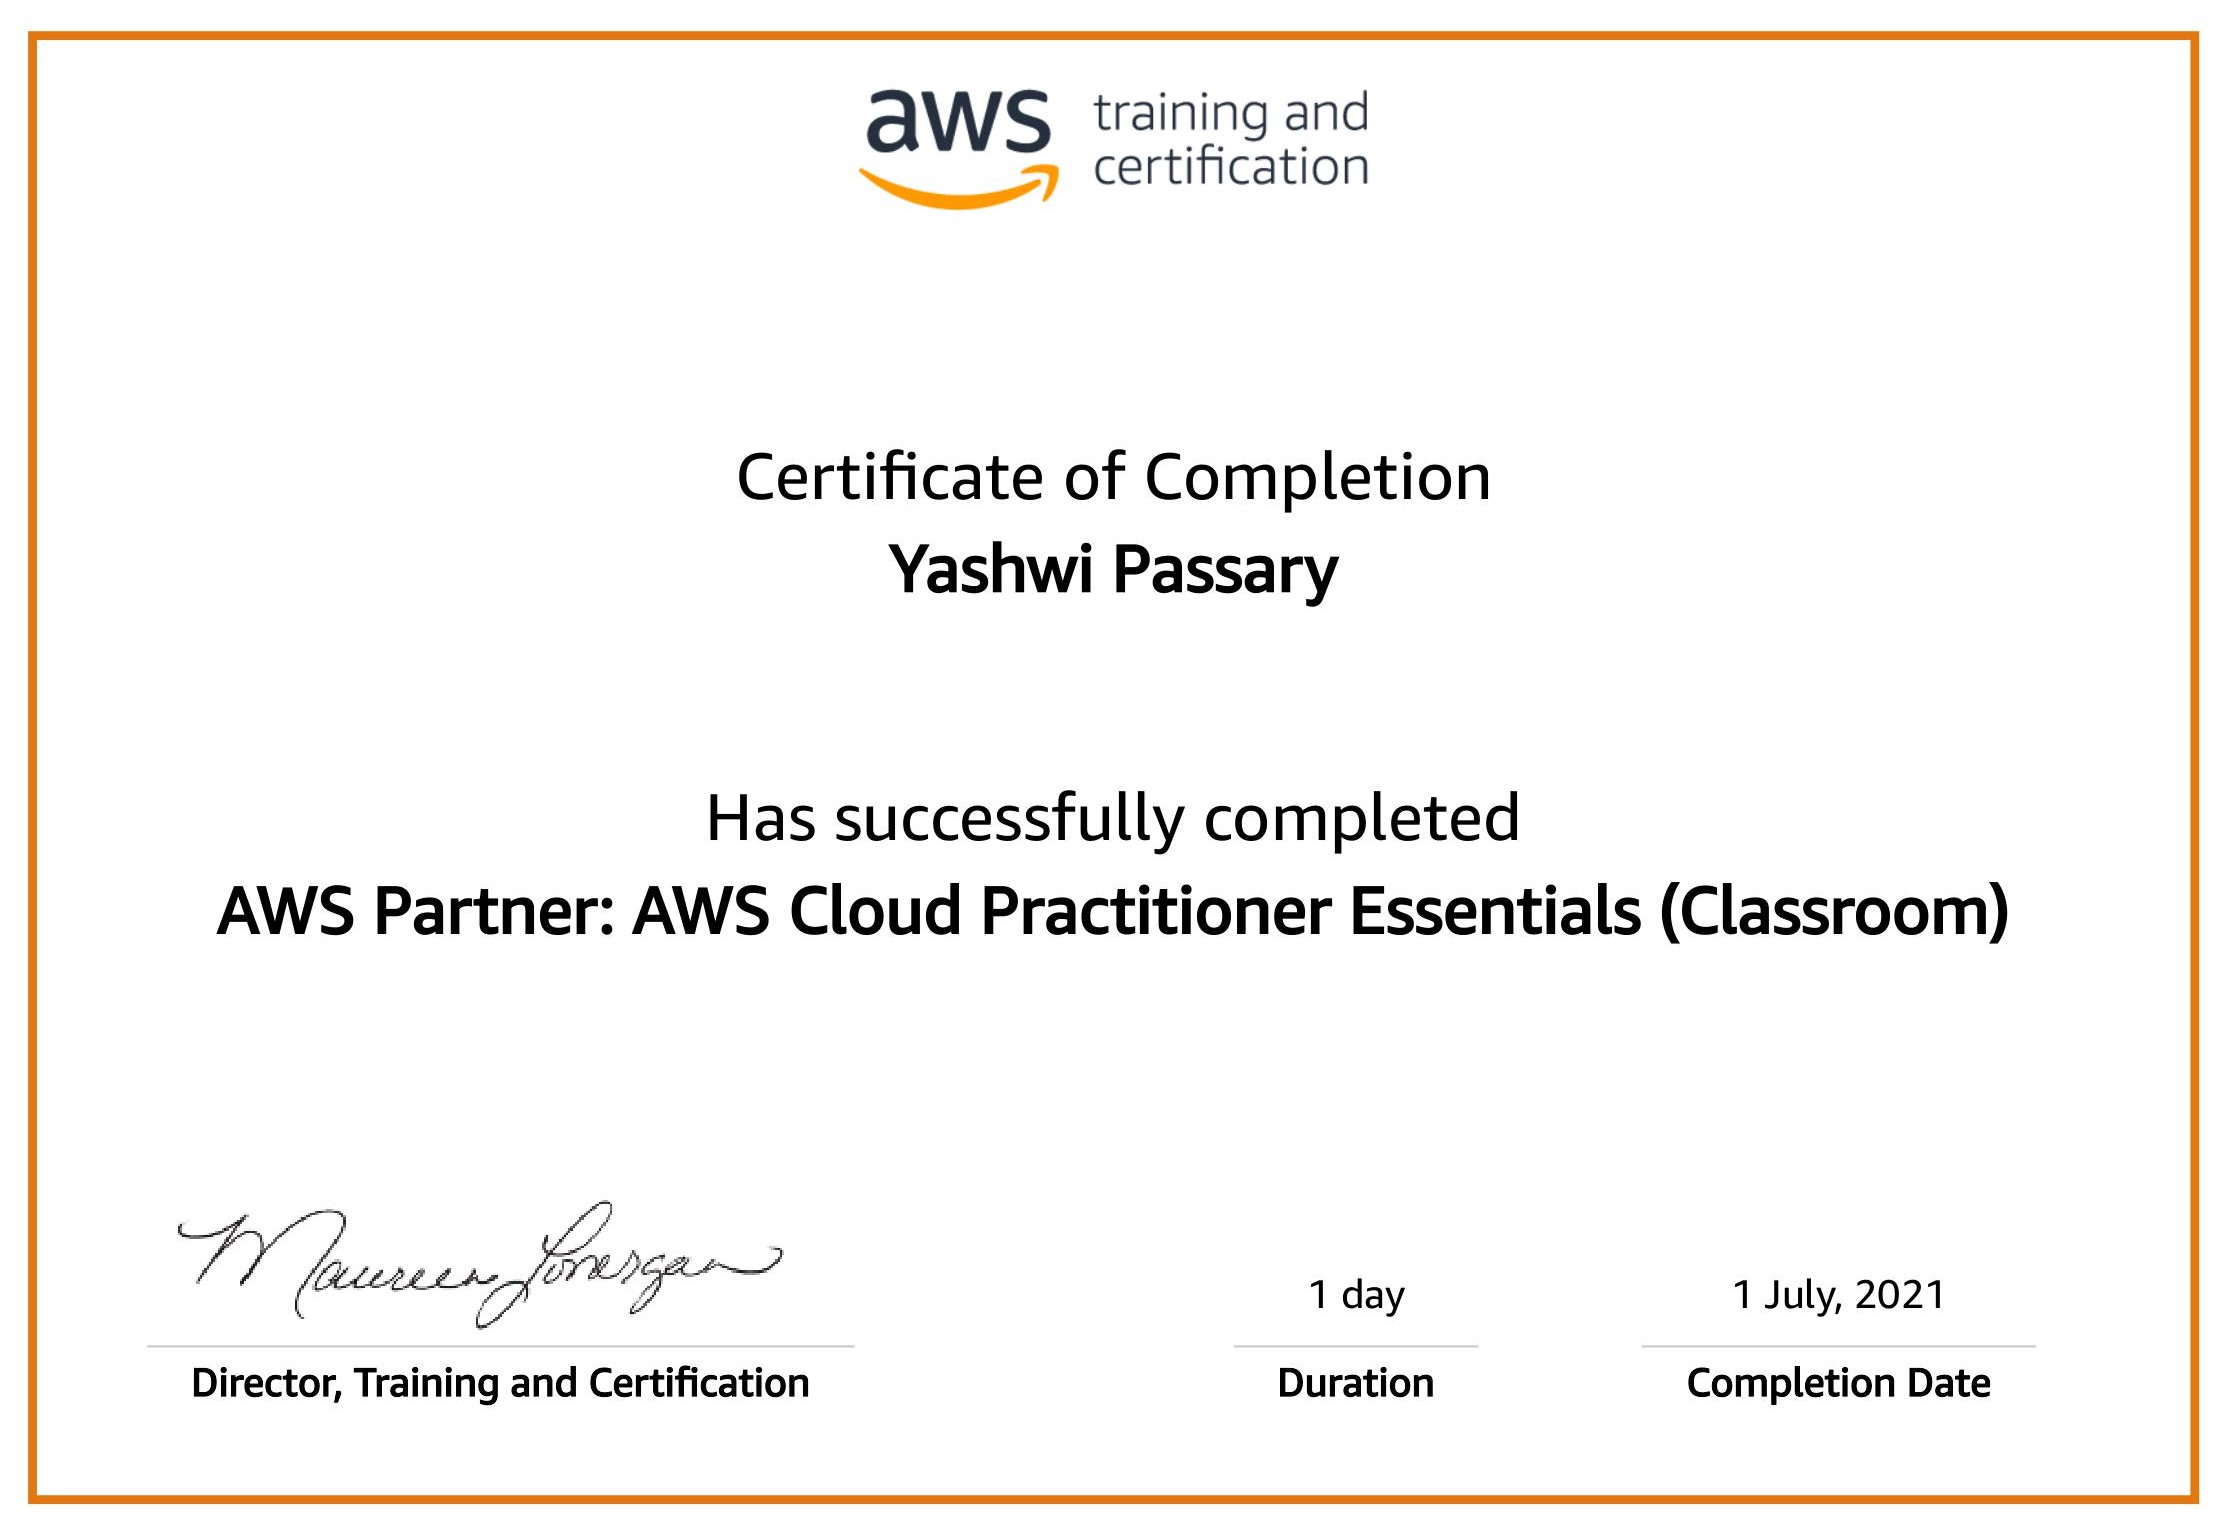 aws training and
certification
Certificate of Completion
Yashwi Passary
Has successfully completed
AWS Partner: AWS Cloud Practitioner Essentials (Classroom)
Maureen Lonergan
1 day
1 July, 2021
Director, Training and Certification
Duration
Completion Date